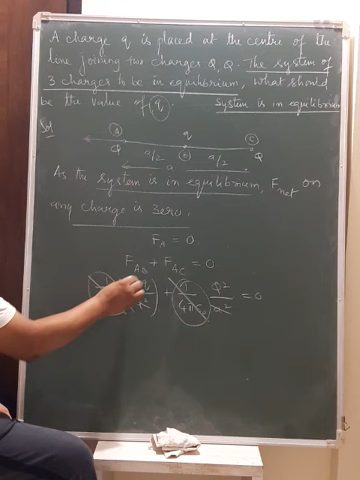 A charge q is placed at the centre of the
line joining two charges Q, Q. The system of
3 charges to be in equilibrium, what should
be the value of q. System is in equilibrium
Sol
A q C
Q B Q
a/2 a a/2
As the system is in equilibrium, Fnet on
any charge is zero.
FA = 0
FAB + FAC = 0
+ 1/4πε0 Q²/a² = 0